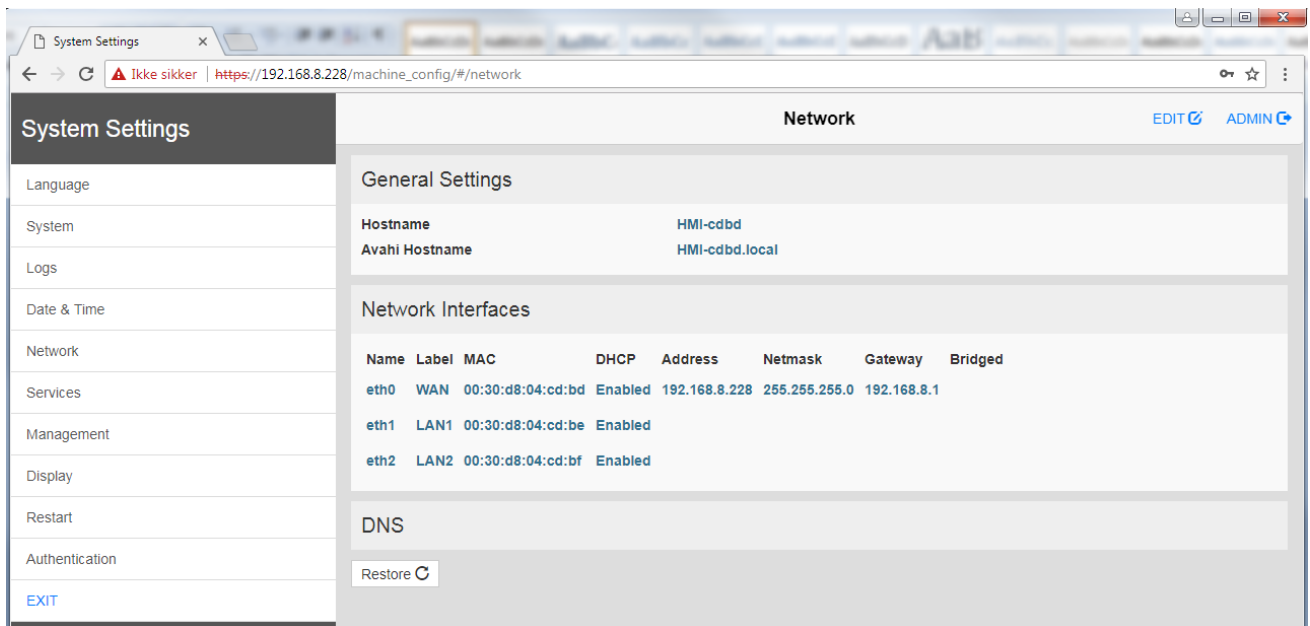 System Settings
Ikke sikker | https://192.168.8.228/machine_config/#/network
System Settings
Network
EDIT
ADMIN
Language
System
Logs
Date & Time
Network
Services
Management
Display
Restart
Authentication
EXIT
General Settings
Hostname HMI-cdbd
Avahi Hostname HMI-cdbd.local
Network Interfaces
Name Label MAC DHCP Address Netmask Gateway Bridged
eth0 WAN 00:30:d8:04:cd:bd Enabled 192.168.8.228 255.255.255.0 192.168.8.1
eth1 LAN1 00:30:d8:04:cd:be Enabled
eth2 LAN2 00:30:d8:04:cd:bf Enabled
DNS
Restore